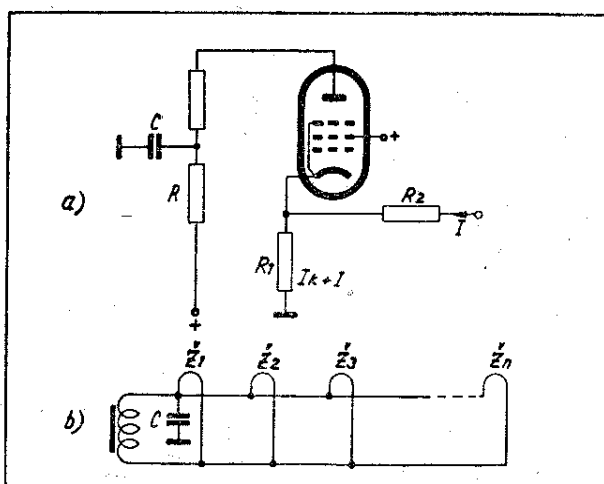 C
a)
R
+
R2
I
R1
Ik+I
+
ž1
ž2
ž3
žn
b)
C